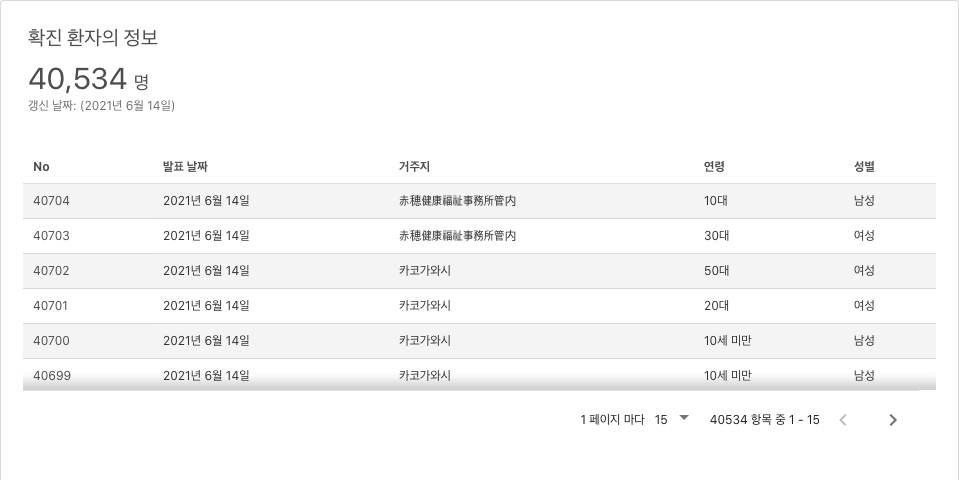 확진 환자의 정보
40,534 명
갱신 날짜: (2021년 6월 14일)
No 발표 날짜 거주지 연령 성별
40704 2021년 6월 14일 赤穂健康福祉事務所管内 10대 남성
40703 2021년 6월 14일 赤穂健康福祉事務所管内 30대 여성
40702 2021년 6월 14일 카코가와시 50대 여성
40701 2021년 6월 14일 카코가와시 20대 여성
40700 2021년 6월 14일 카코가와시 10세 미만 남성
40699 2021년 6월 14일 카코가와시 10세 미만 남성
1 페이지 마다 15 40534 항목 중 1 - 15